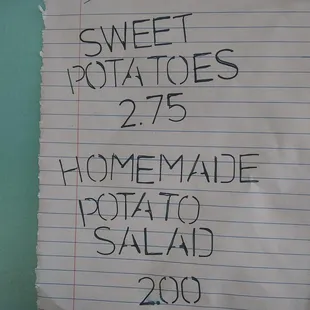 SWEET
POTATOES
2.75
HOMEMADE
POTATO
SALAD
2.00